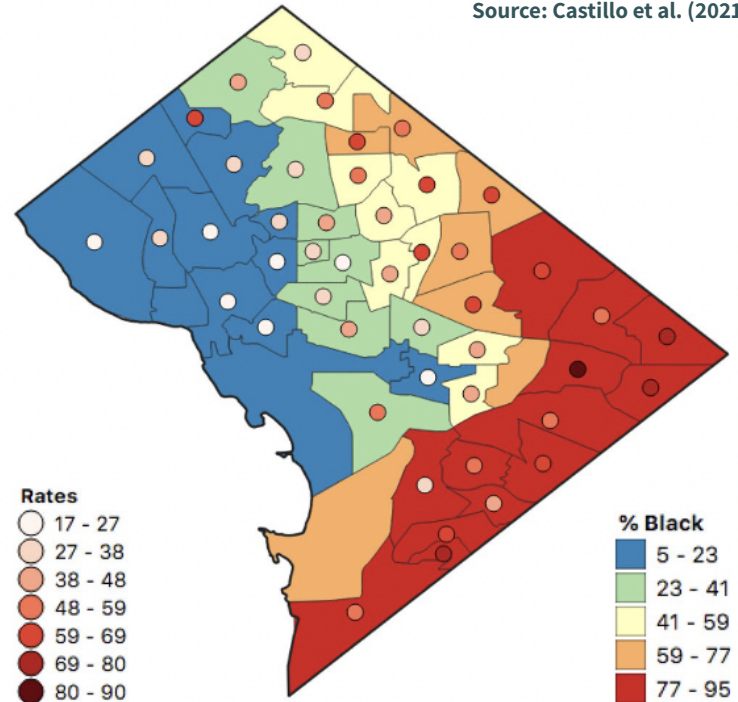 Source: Castillo et al. (2021
Rates
17 - 27
27 - 38
38 - 48
48 - 59
59 - 69
69 - 80
80 - 90
% Black
5 - 23
23 - 41
41 - 59
59 - 77
77 - 95